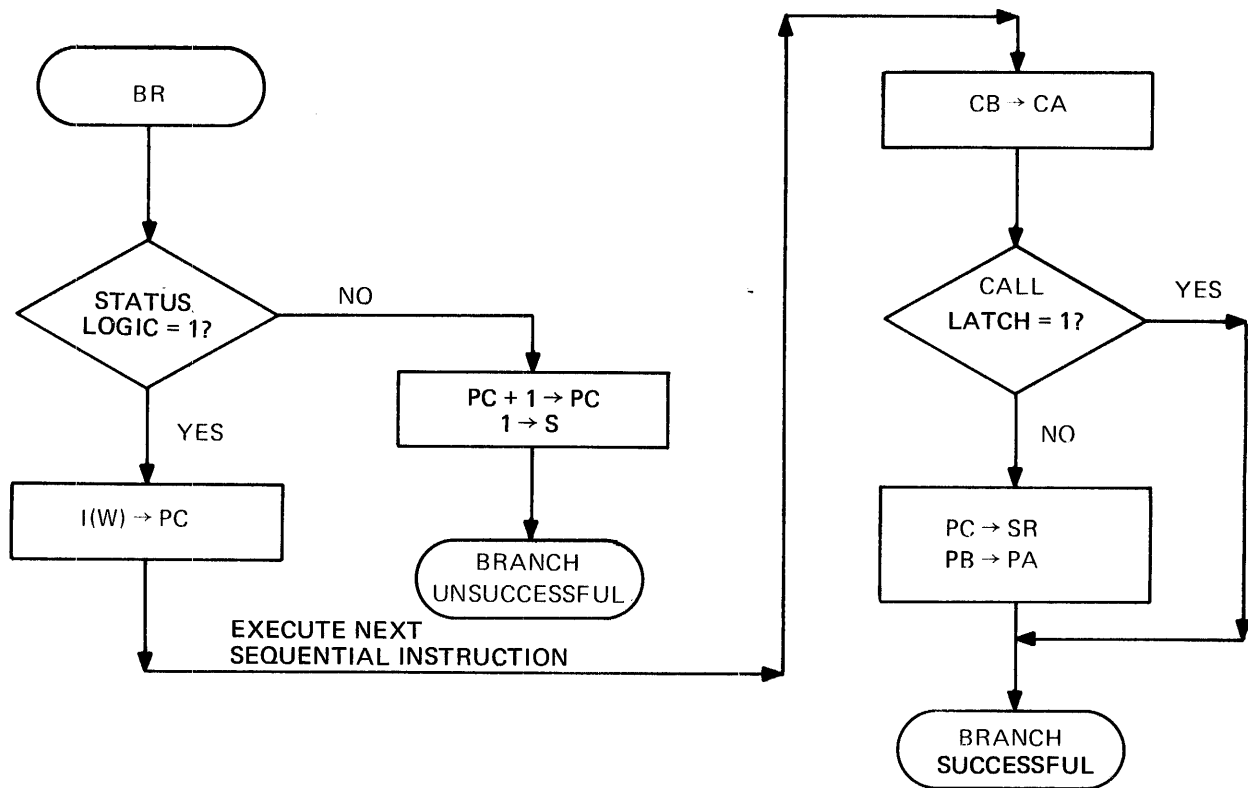 BR
STATUS
LOGIC = 1?
NO
YES
PC + 1 → PC
1 → S
I(W) → PC
BRANCH
UNSUCCESSFUL
EXECUTE NEXT
SEQUENTIAL INSTRUCTION
CB → CA
CALL
LATCH = 1?
YES
NO
PC → SR
PB → PA
BRANCH
SUCCESSFUL